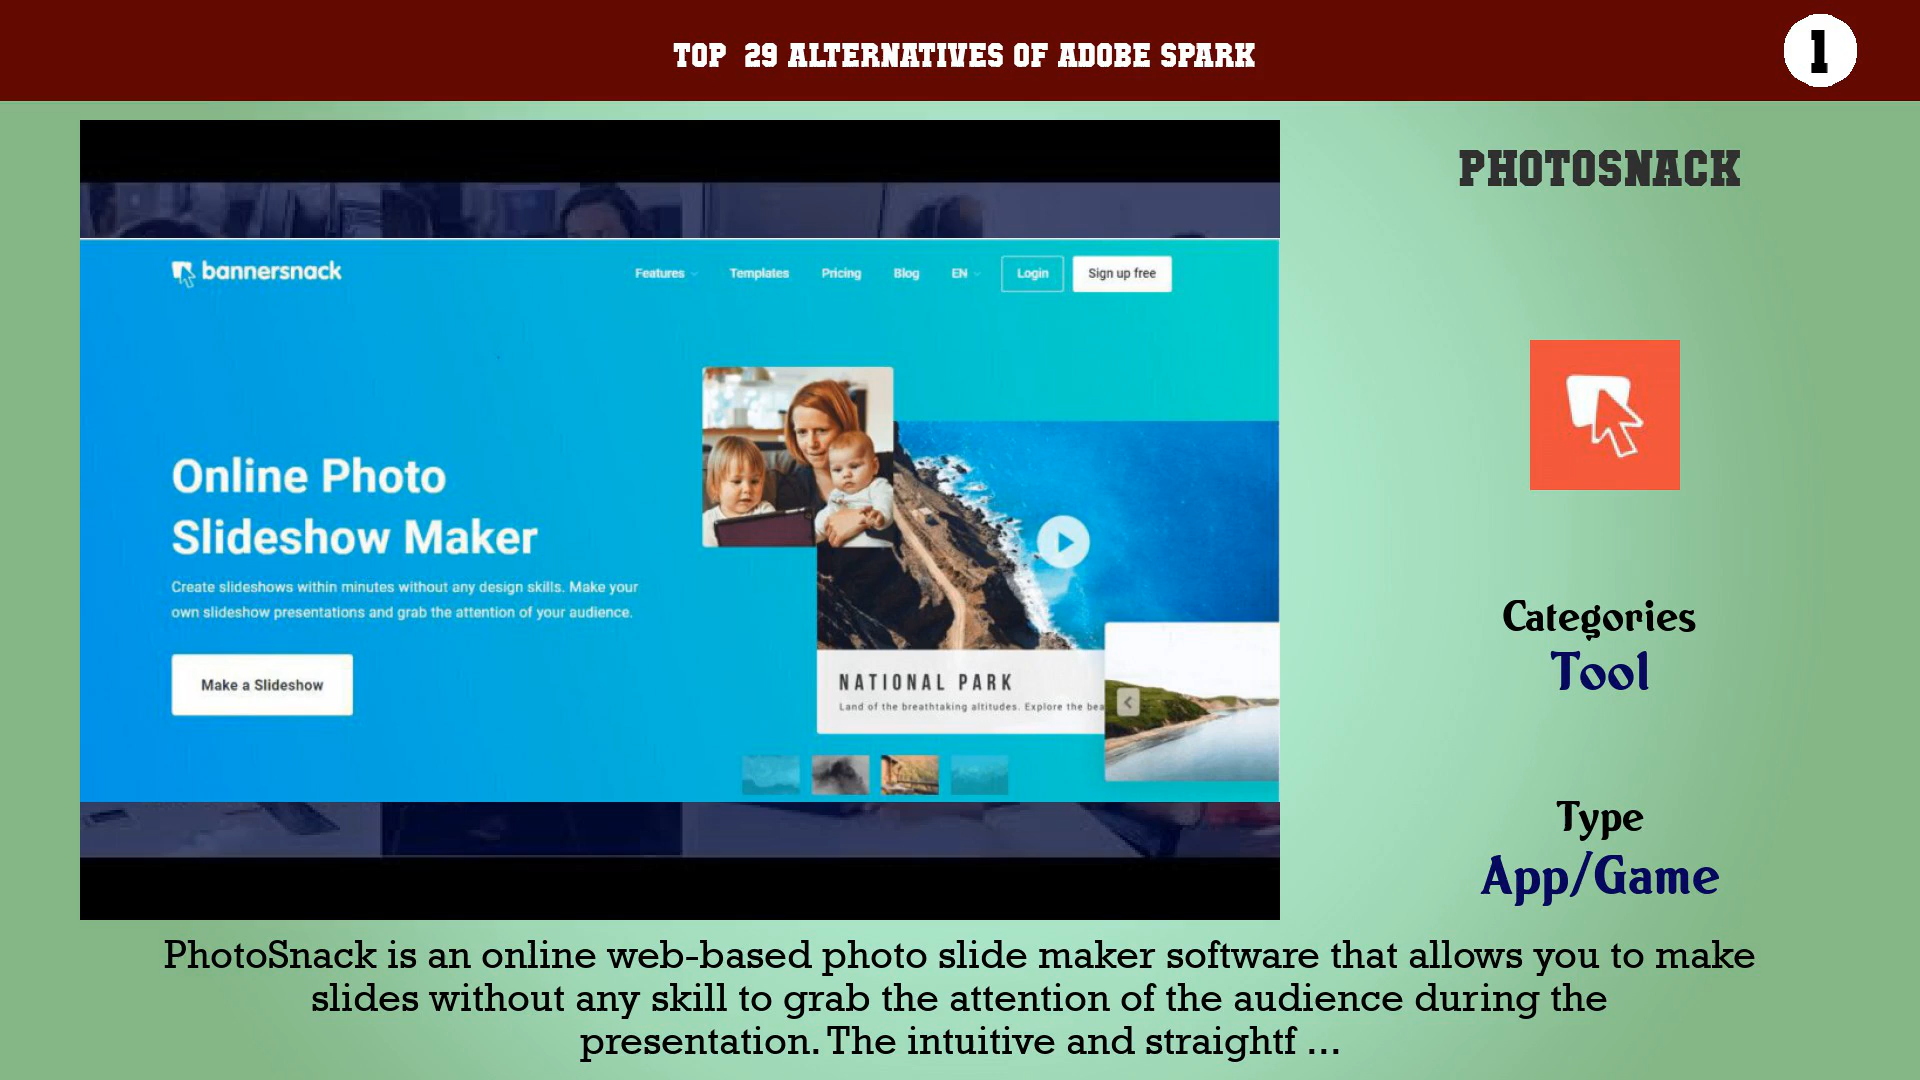 TOP 29 ALTERNATIVES OF ADOBE SPARK
1
PHOTOSNACK
bannersnack
Features
Templates
Pricing
Blog
EN
Login
Sign up free
Online Photo
Slideshow Maker
Create slideshows within minutes without any design skills. Make your
own slideshow presentations and grab the attention of your audience.
Make a Slideshow
NATIONAL PARK
Land of the breathtaking altitudes. Explore the bea
Categories
Tool
Type
App/Game
PhotoSnack is an online web-based photo slide maker software that allows you to make
slides without any skill to grab the attention of the audience during the
presentation. The intuitive and straightf ...